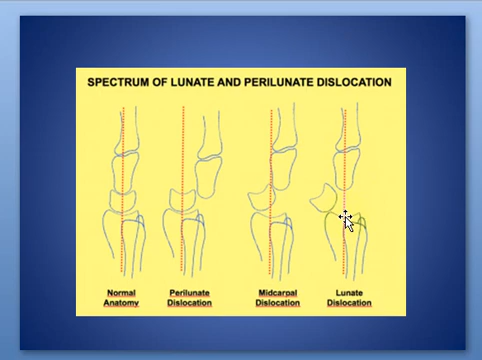 SPECTRUM OF LUNATE AND PERILUNATE DISLOCATION
Normal Anatomy
Perilunate Dislocation
Midcarpal Dislocation
Lunate Dislocation